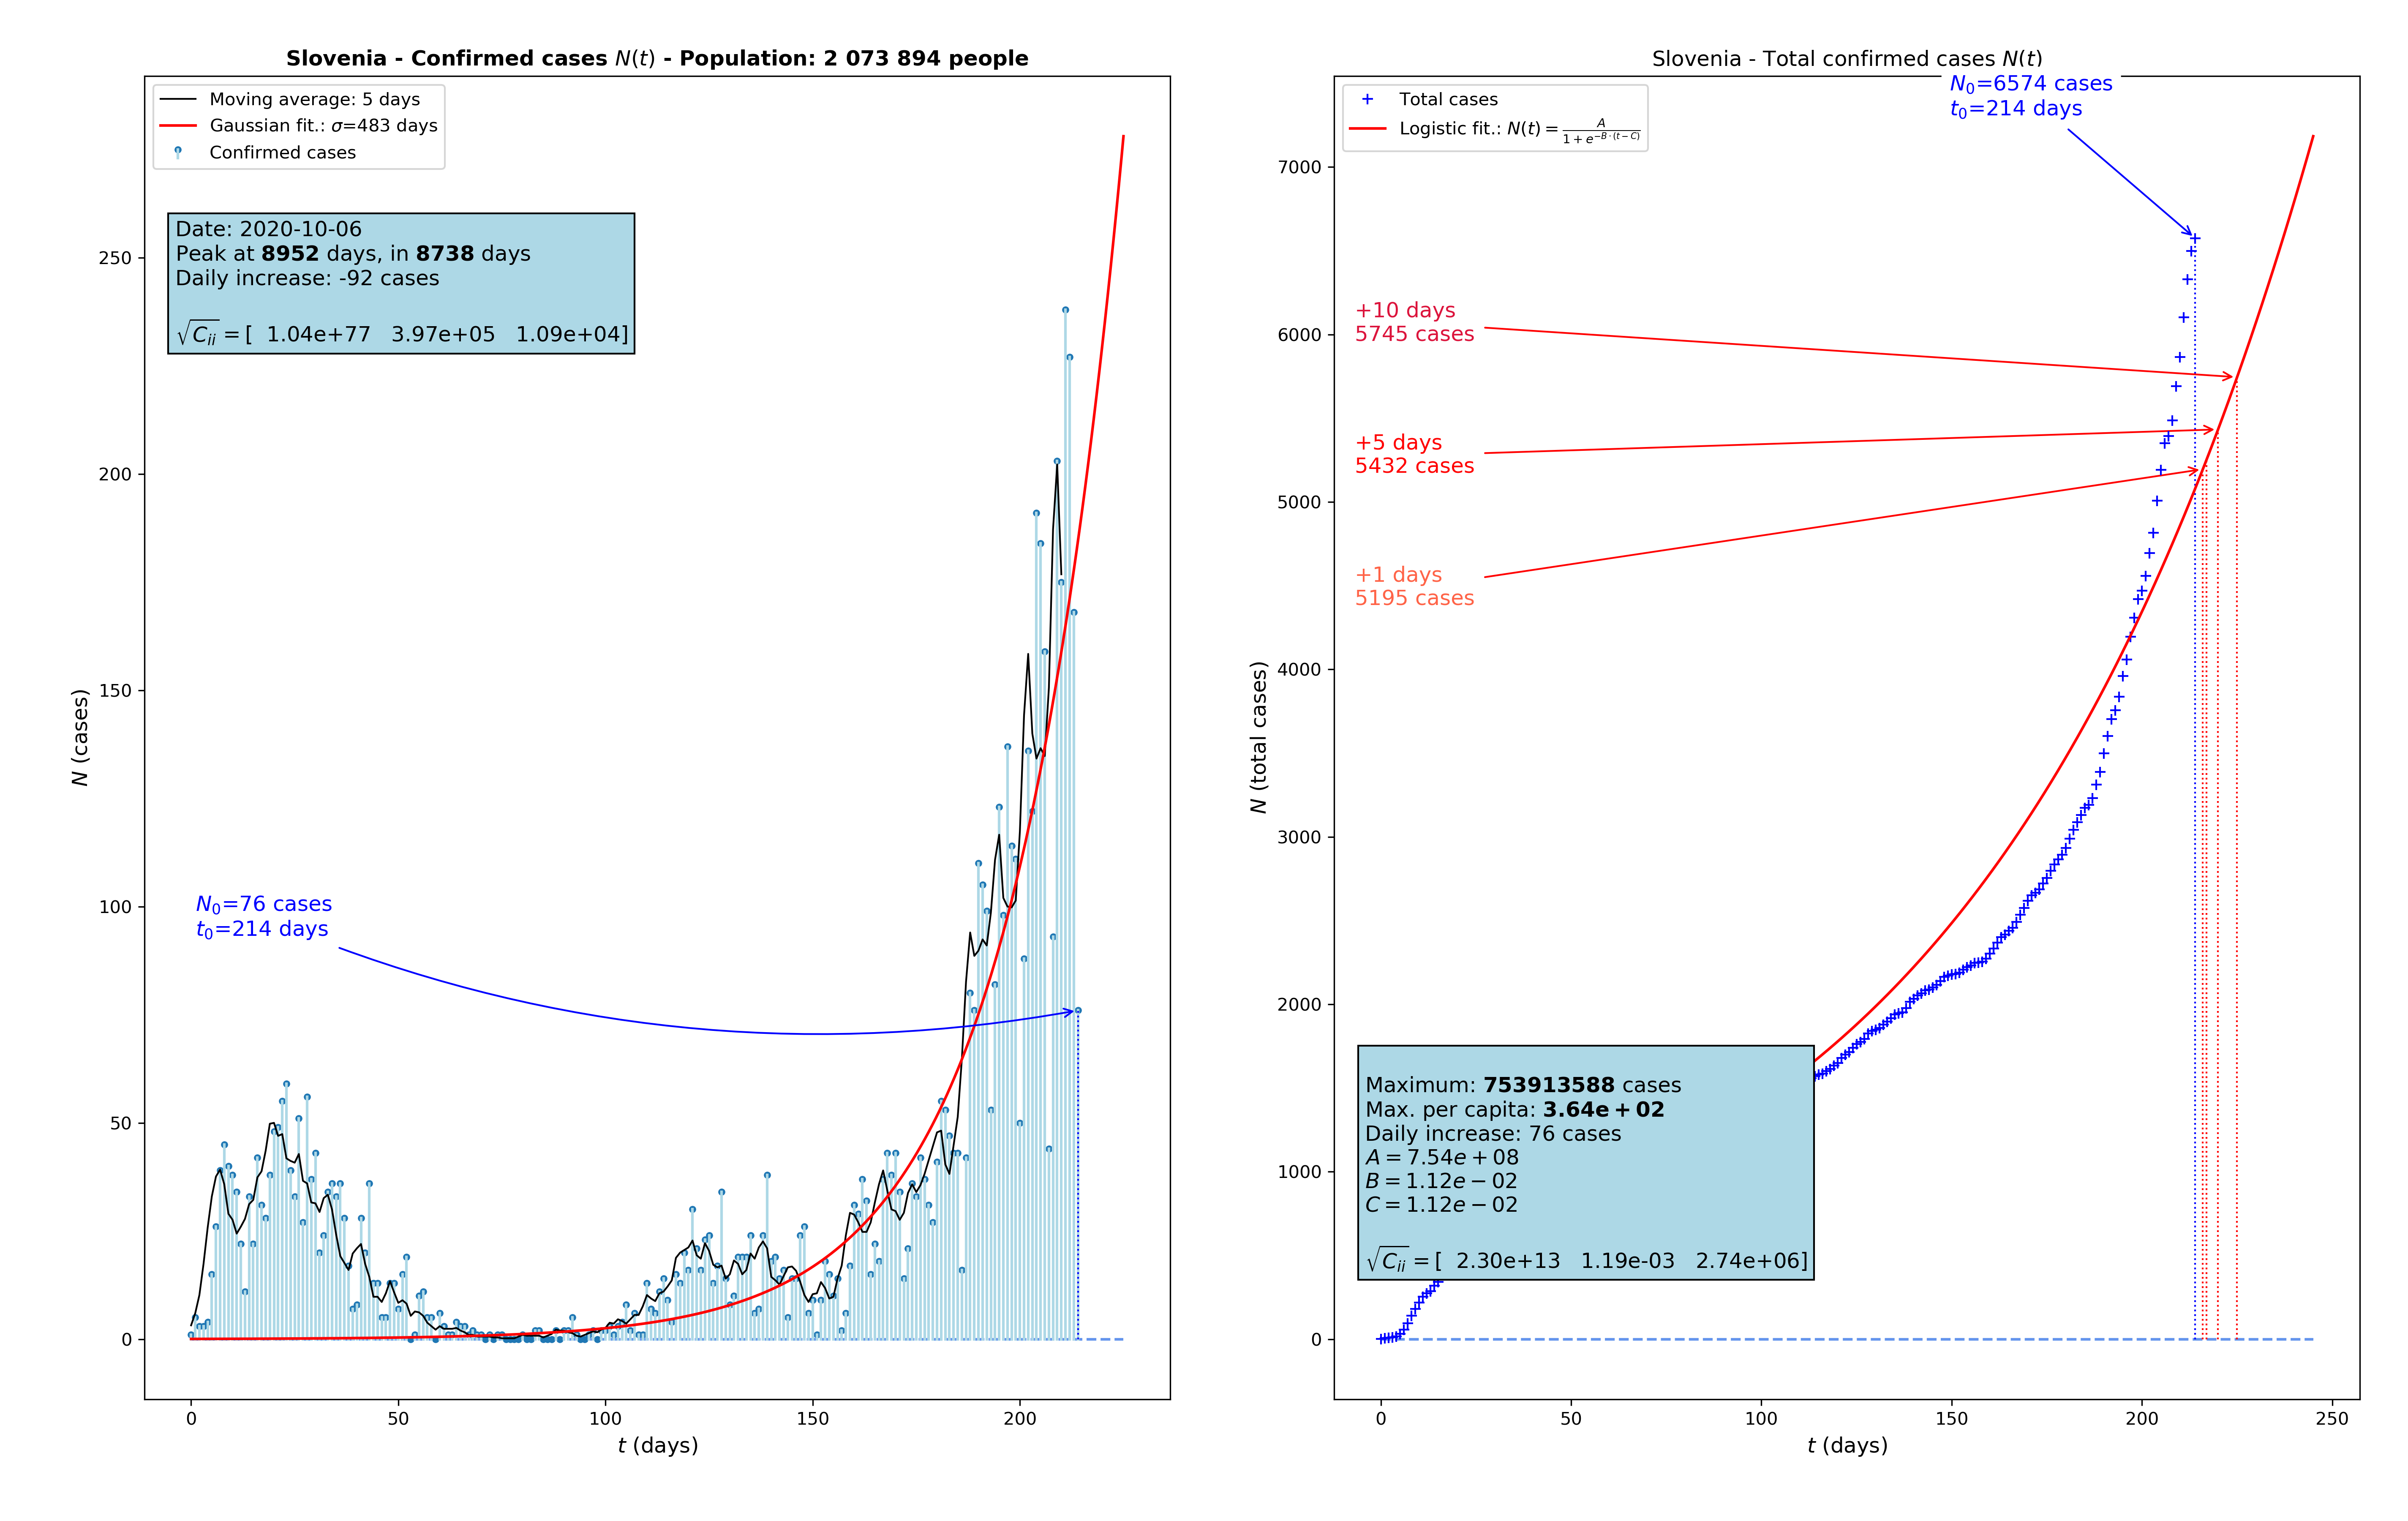 Slovenia - Confirmed cases N(t) - Population: 2 073 894 people
Moving average: 5 days
Gaussian fit.: σ=483 days
Confirmed cases
Date: 2020-10-06
Peak at 8952 days, in 8738 days
Daily increase: -92 cases
√C_ii = [ 1.04e+77 3.97e+05 1.09e+04]
N_0=76 cases
t_0=214 days
250
200
150
100
50
0
N (cases)
0 50 100 150 200
t (days)
Slovenia - Total confirmed cases N(t)
Total cases
Logistic fit.: N(t) = A / (1 + e^{-B·(t-C)})
N_0=6574 cases
t_0=214 days
+10 days
5745 cases
+5 days
5432 cases
+1 days
5195 cases
Maximum: 753913588 cases
Max. per capita: 3.64e + 02
Daily increase: 76 cases
A = 7.54e + 08
B = 1.12e − 02
C = 1.12e − 02
√C_ii = [ 2.30e+13 1.19e-03 2.74e+06]
7000
6000
5000
4000
3000
2000
1000
0
N (total cases)
0 50 100 150 200 250
t (days)